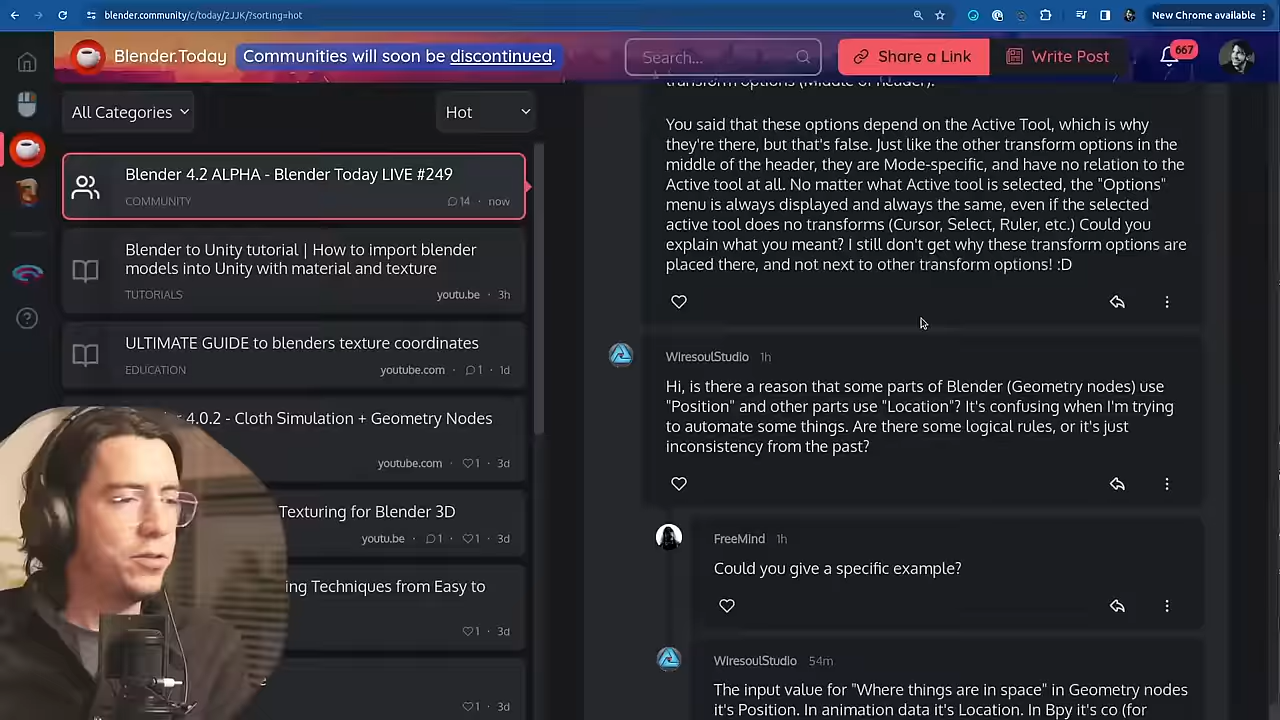 blender.community/c/today/2JJK/?sorting=hot
New Chrome available
Blender.Today
Communities will soon be discontinued.
Search...
Share a Link
Write Post
667
All Categories
Hot
Blender 4.2 ALPHA - Blender Today LIVE #249
COMMUNITY
14 · now
Blender to Unity tutorial | How to import blender
models into Unity with material and texture
TUTORIALS
youtu.be · 3h
ULTIMATE GUIDE to blenders texture coordinates
EDUCATION
youtube.com · 1 · 1d
4.0.2 - Cloth Simulation + Geometry Nodes
youtube.com · 1 · 3d
Texturing for Blender 3D
youtu.be · 1 · 1 · 3d
ing Techniques from Easy to
1 · 3d
1 · 3d
transform options (Middle of header).
You said that these options depend on the Active Tool, which is why
they're there, but that's false. Just like the other transform options in the
middle of the header, they are Mode-specific, and have no relation to the
Active tool at all. No matter what Active tool is selected, the "Options"
menu is always displayed and always the same, even if the selected
active tool does no transforms (Cursor, Select, Ruler, etc.) Could you
explain what you meant? I still don't get why these transform options are
placed there, and not next to other transform options! :D
WiresoulStudio 1h
Hi, is there a reason that some parts of Blender (Geometry nodes) use
"Position" and other parts use "Location"? It's confusing when I'm trying
to automate some things. Are there some logical rules, or it's just
inconsistency from the past?
FreeMind 1h
Could you give a specific example?
WiresoulStudio 54m
The input value for "Where things are in space" in Geometry nodes
it's Position. In animation data it's Location. In Bpy it's co (for